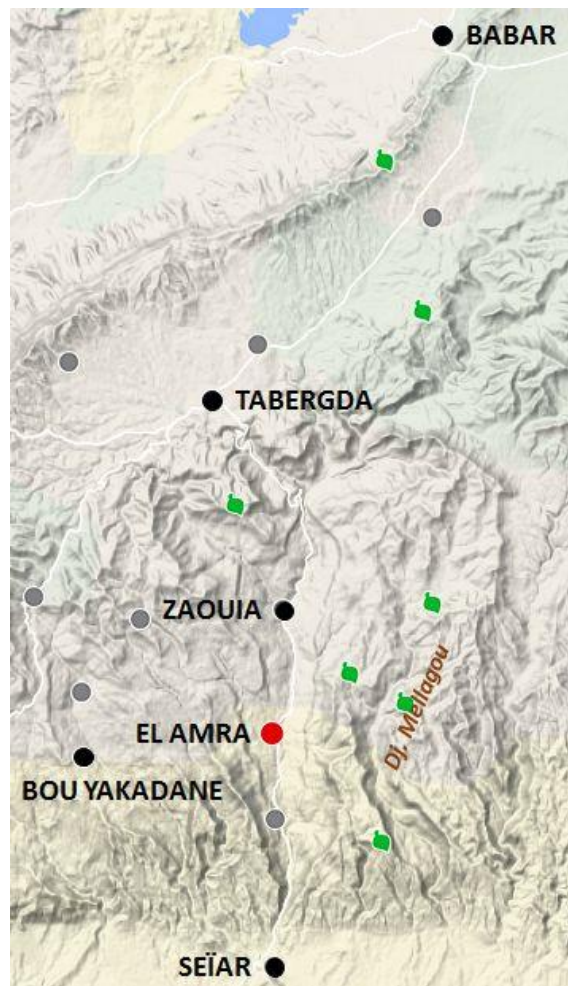 BABAR
TABERGDA
ZAOUIA
Dj. Mellagou
EL AMRA
BOU YAKADANE
SEÏAR